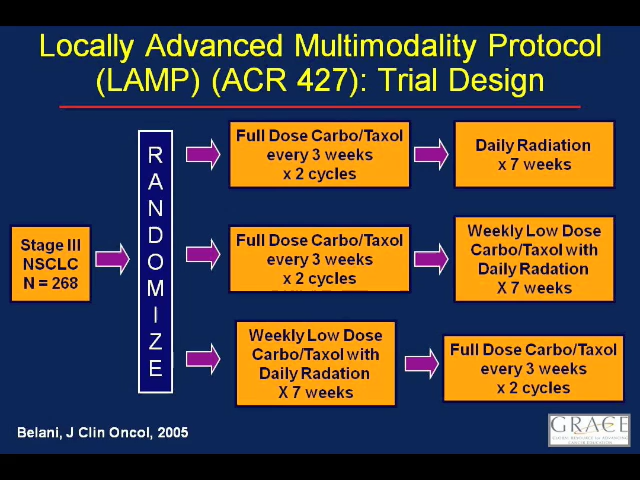 Locally Advanced Multimodality Protocol
(LAMP) (ACR 427): Trial Design
Stage III
NSCLC
N = 268
RANDOMIZE
Full Dose Carbo/Taxol
every 3 weeks
x 2 cycles
Daily Radiation
x 7 weeks
Full Dose Carbo/Taxol
every 3 weeks
x 2 cycles
Weekly Low Dose
Carbo/Taxol with
Daily Radation
X 7 weeks
Weekly Low Dose
Carbo/Taxol with
Daily Radation
X 7 weeks
Full Dose Carbo/Taxol
every 3 weeks
x 2 cycles
Belani, J Clin Oncol, 2005
GRACE